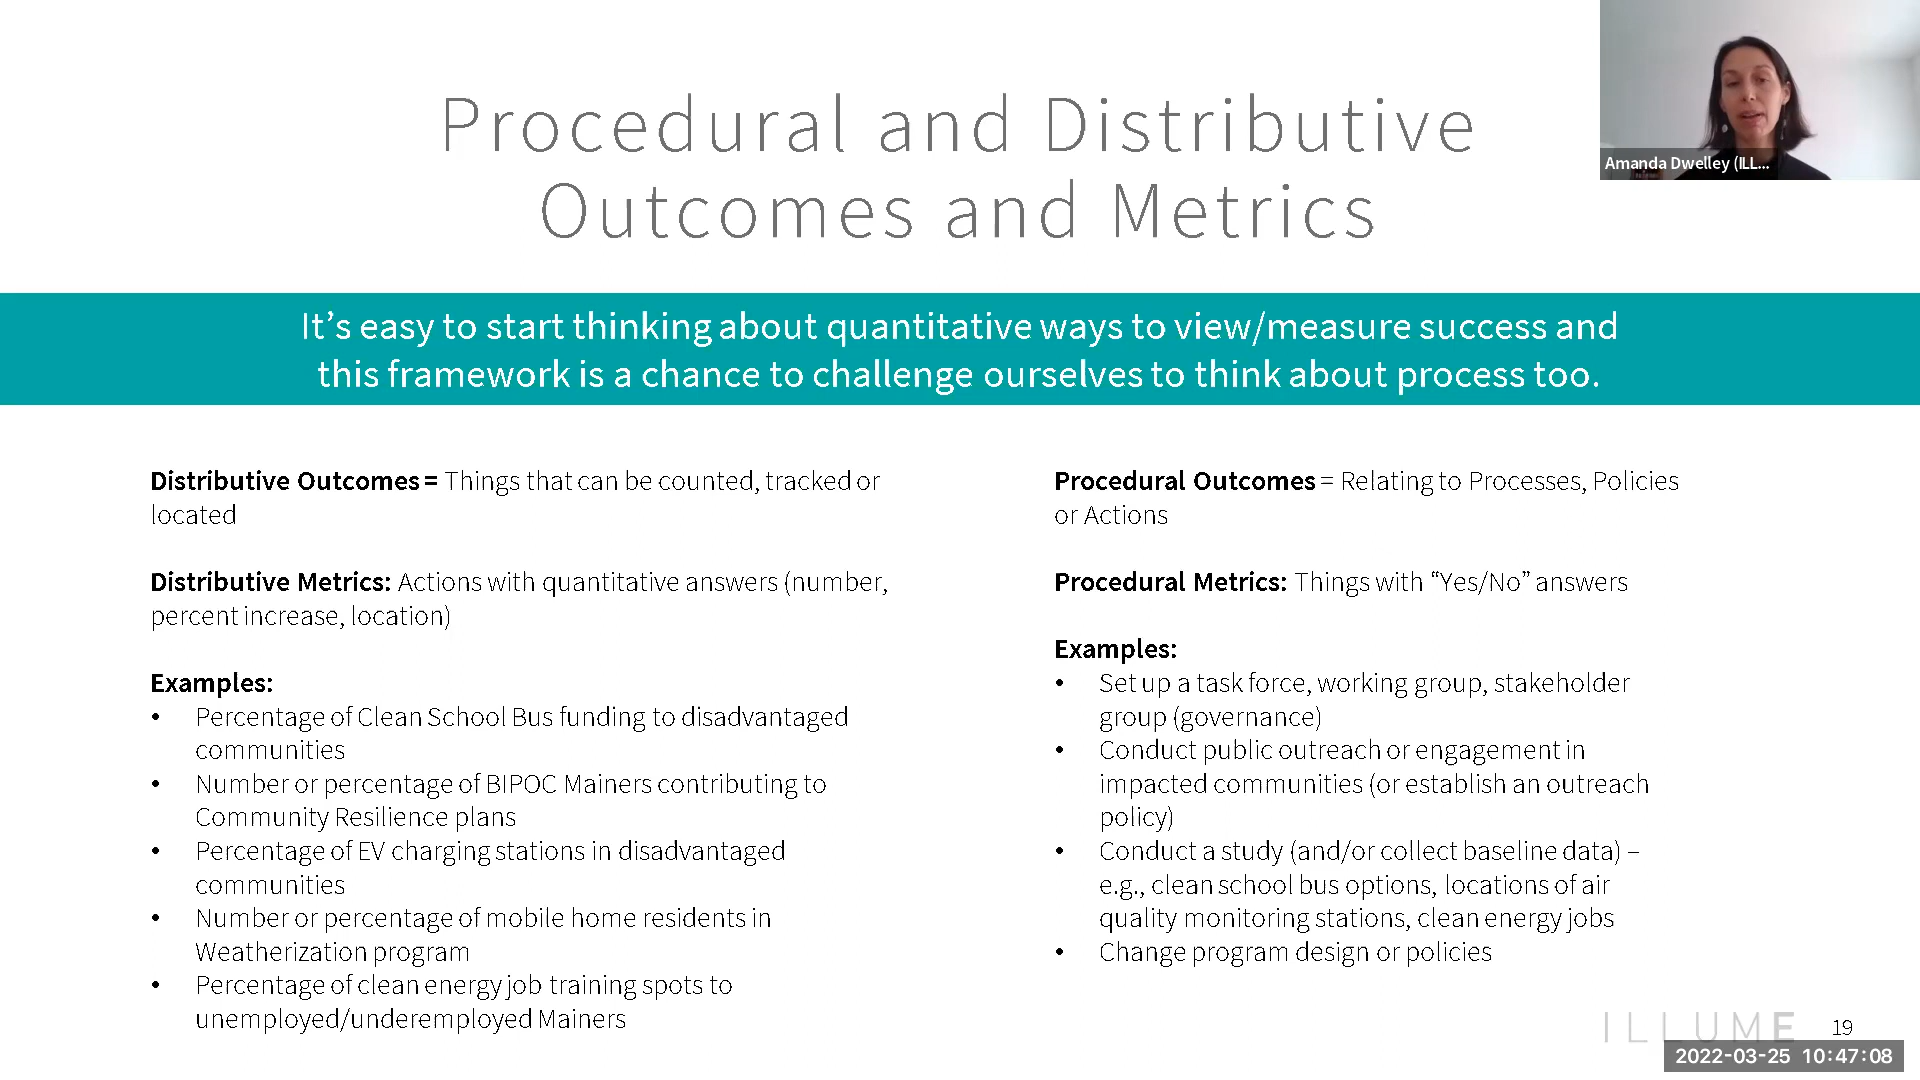 Procedural and Distributive
Outcomes and Metrics
Amanda Dwelley (ILL...
It’s easy to start thinking about quantitative ways to view/measure success and
this framework is a chance to challenge ourselves to think about process too.
Distributive Outcomes = Things that can be counted, tracked or
located
Distributive Metrics: Actions with quantitative answers (number,
percent increase, location)
Examples:
• Percentage of Clean School Bus funding to disadvantaged
communities
• Number or percentage of BIPOC Mainers contributing to
Community Resilience plans
• Percentage of EV charging stations in disadvantaged
communities
• Number or percentage of mobile home residents in
Weatherization program
• Percentage of clean energy job training spots to
unemployed/underemployed Mainers
Procedural Outcomes = Relating to Processes, Policies
or Actions
Procedural Metrics: Things with “Yes/No” answers
Examples:
• Set up a task force, working group, stakeholder
group (governance)
• Conduct public outreach or engagement in
impacted communities (or establish an outreach
policy)
• Conduct a study (and/or collect baseline data) –
e.g., clean school bus options, locations of air
quality monitoring stations, clean energy jobs
• Change program design or policies
ILLUME
19
2022-03-25 10:47:08